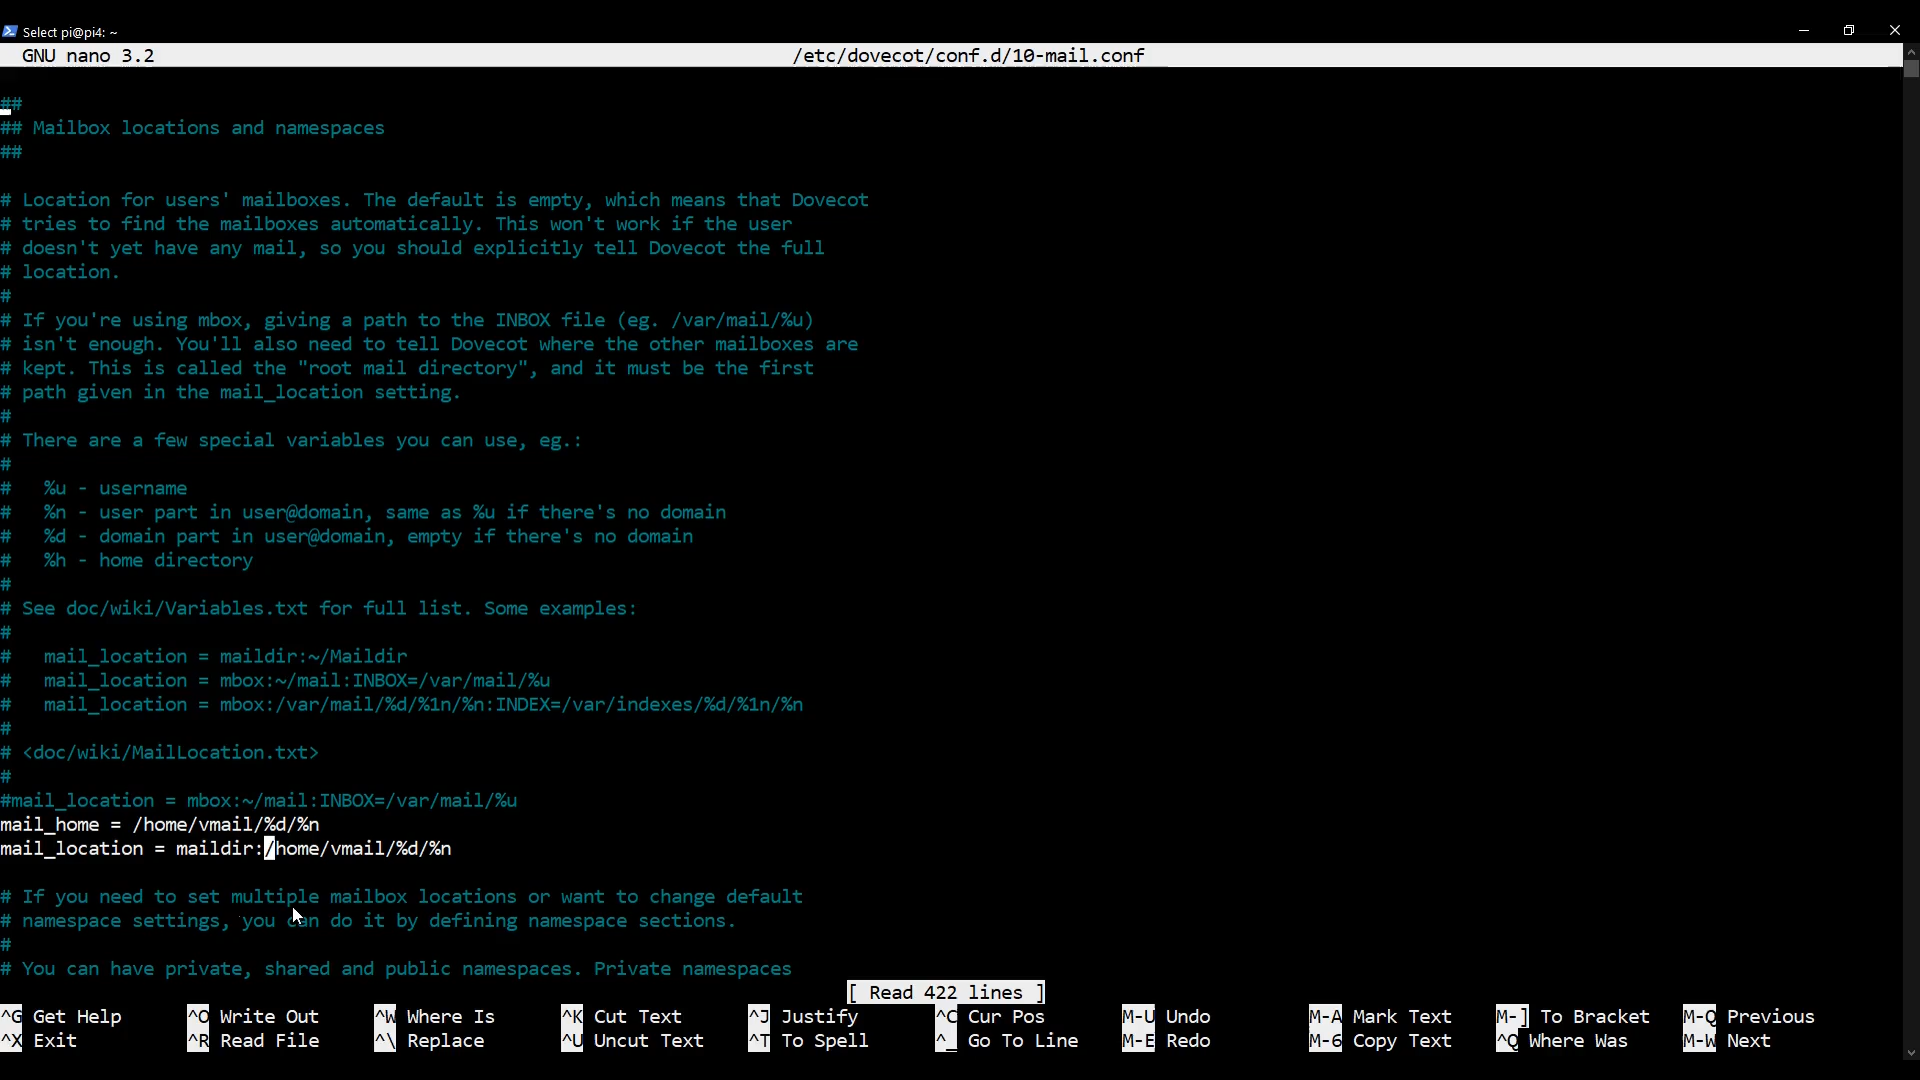 Select pi@pi4: ~
GNU nano 3.2 /etc/dovecot/conf.d/10-mail.conf
##
## Mailbox locations and namespaces
##
# Location for users' mailboxes. The default is empty, which means that Dovecot
# tries to find the mailboxes automatically. This won't work if the user
# doesn't yet have any mail, so you should explicitly tell Dovecot the full
# location.
#
# If you're using mbox, giving a path to the INBOX file (eg. /var/mail/%u)
# isn't enough. You'll also need to tell Dovecot where the other mailboxes are
# kept. This is called the "root mail directory", and it must be the first
# path given in the mail_location setting.
#
# There are a few special variables you can use, eg.:
#
#   %u - username
#   %n - user part in user@domain, same as %u if there's no domain
#   %d - domain part in user@domain, empty if there's no domain
#   %h - home directory
#
# See doc/wiki/Variables.txt for full list. Some examples:
#
#   mail_location = maildir:~/Maildir
#   mail_location = mbox:~/mail:INBOX=/var/mail/%u
#   mail_location = mbox:/var/mail/%d/%1n/%n:INDEX=/var/indexes/%d/%1n/%n
#
# <doc/wiki/MailLocation.txt>
#
#mail_location = mbox:~/mail:INBOX=/var/mail/%u
mail_home = /home/vmail/%d/%n
mail_location = maildir:/home/vmail/%d/%n
# If you need to set multiple mailbox locations or want to change default
# namespace settings, you can do it by defining namespace sections.
#
# You can have private, shared and public namespaces. Private namespaces
[ Read 422 lines ]
^G Get Help ^O Write Out ^W Where Is ^K Cut Text ^J Justify ^C Cur Pos M-U Undo M-A Mark Text M-] To Bracket M-Q Previous
^X Exit ^R Read File ^\ Replace ^U Uncut Text ^T To Spell ^_ Go To Line M-E Redo M-6 Copy Text ^Q Where Was M-W Next